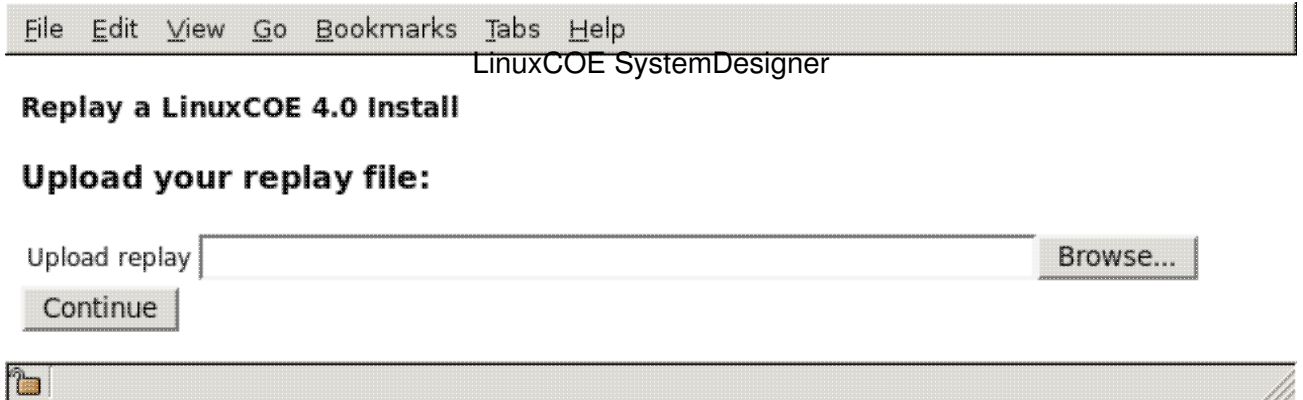 File Edit View Go Bookmarks Tabs Help
LinuxCOE SystemDesigner
Replay a LinuxCOE 4.0 Install
Upload your replay file:
Upload replay Browse...
Continue